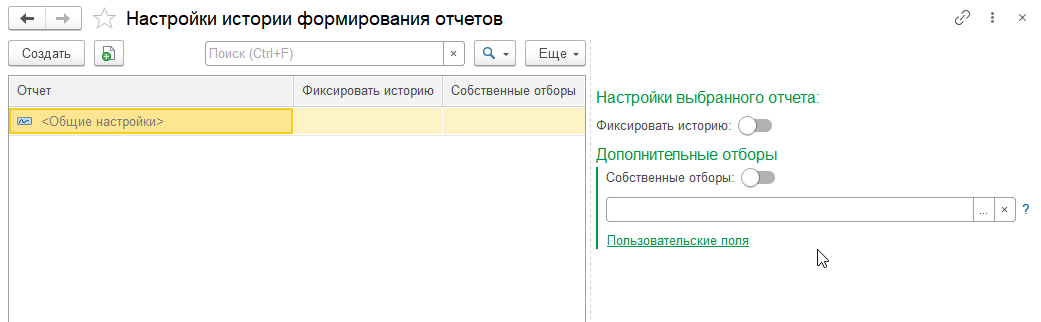 Настройки истории формирования отчетов
Создать
Поиск (Ctrl+F)
×
Еще
Отчет Фиксировать историю Собственные отборы
<Общие настройки>
Настройки выбранного отчета:
Фиксировать историю:
Дополнительные отборы
Собственные отборы:
... × ?
Пользовательские поля